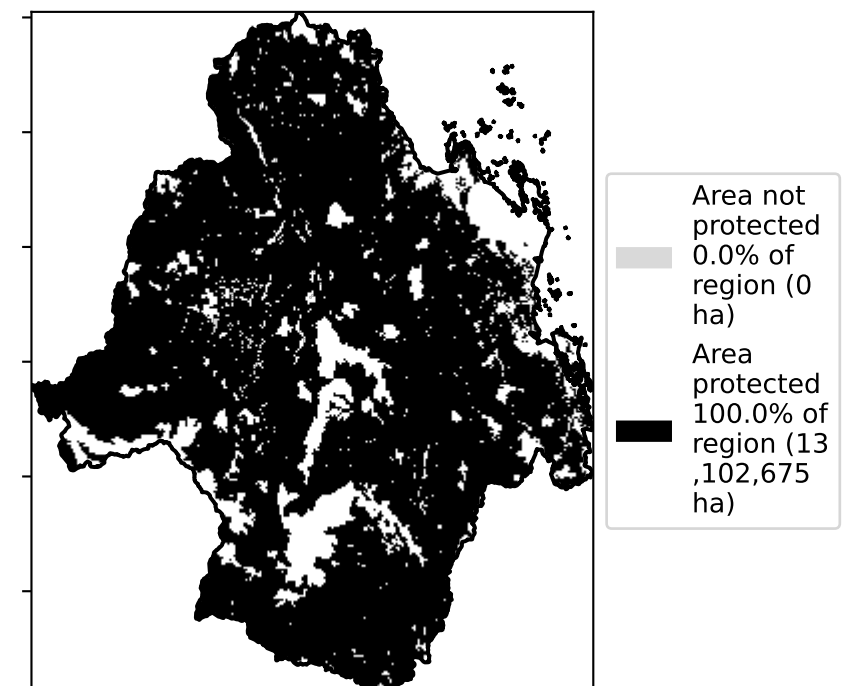 Area not
protected
0.0% of
region (0
ha)
Area
protected
100.0% of
region (13
,102,675
ha)